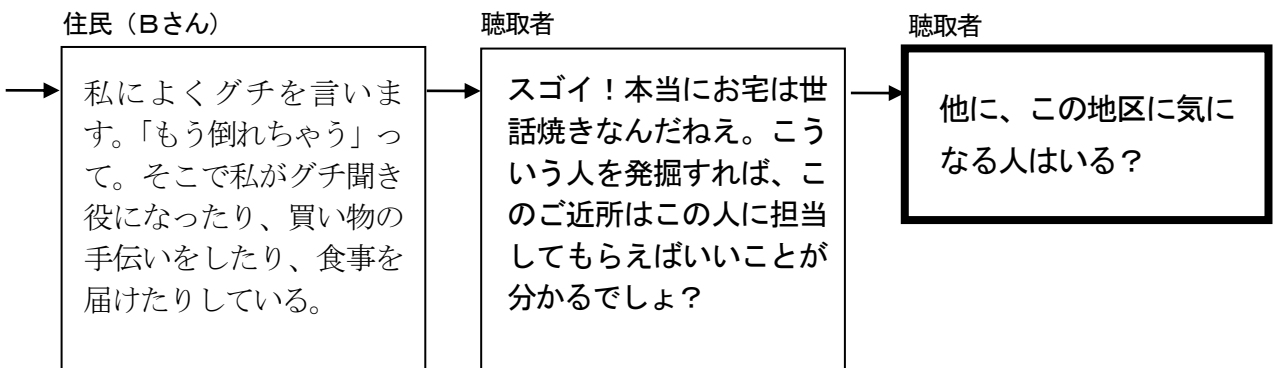 住民（Bさん）
私によくグチを言いま
す。「もう倒れちゃう」っ
て。そこで私がグチ聞き
役になったり、買い物の
手伝いをしたり、食事を
届けたりしている。
聴取者
スゴイ！本当にお宅は世
話焼きなんだねえ。こう
いう人を発掘すれば、こ
のご近所はこの人に担当
してもらえばいいことが
分かるでしょ？
聴取者
他に、この地区に気に
なる人はいる？